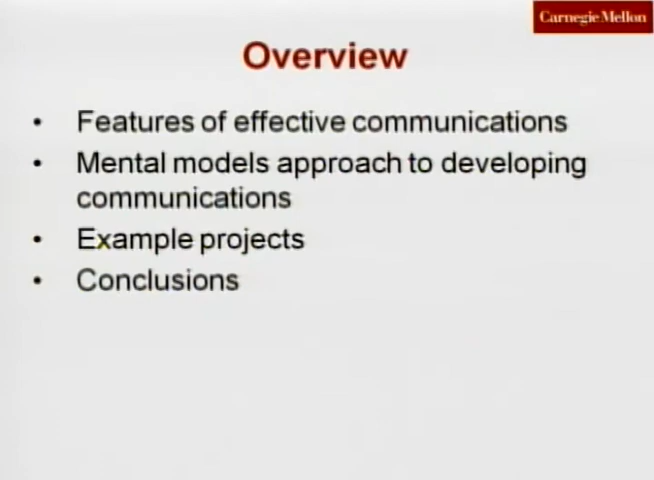 Carnegie Mellon
Overview
• Features of effective communications
• Mental models approach to developing
communications
• Example projects
• Conclusions